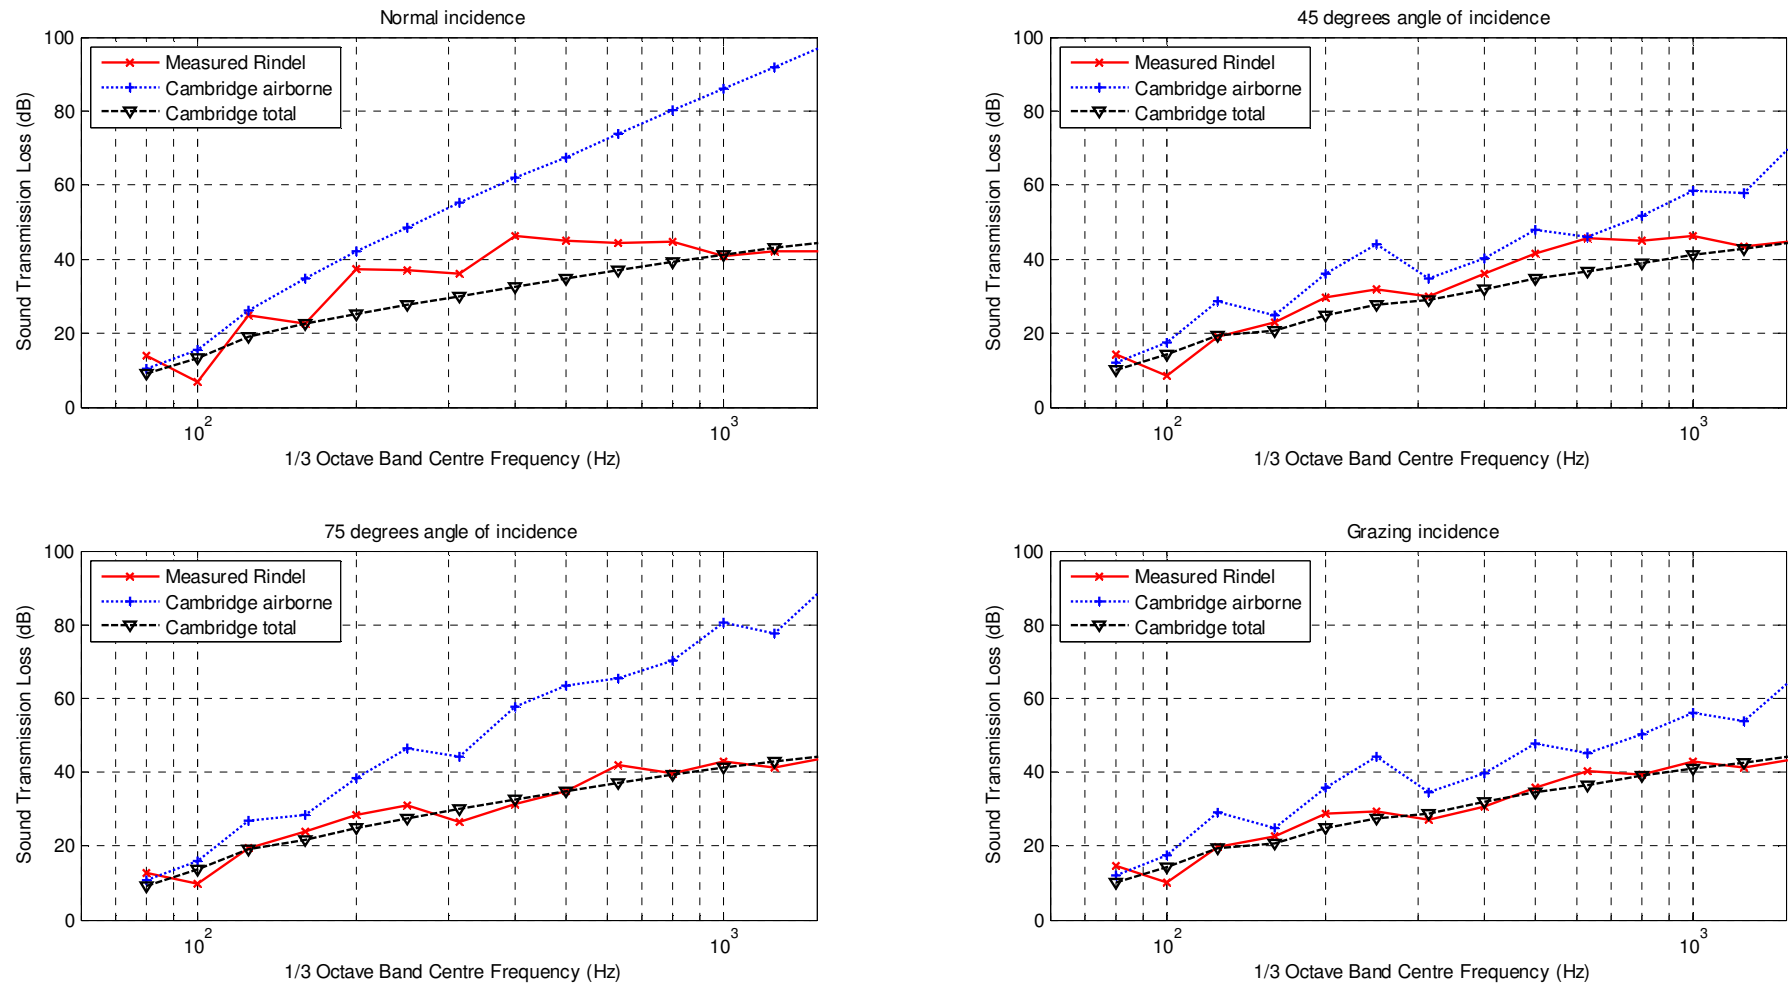 Normal incidence
100
80
60
40
20
0
Sound Transmission Loss (dB)
Measured Rindel
Cambridge airborne
Cambridge total
10^2
10^3
1/3 Octave Band Centre Frequency (Hz)
45 degrees angle of incidence
100
80
60
40
20
0
Sound Transmission Loss (dB)
Measured Rindel
Cambridge airborne
Cambridge total
10^2
10^3
1/3 Octave Band Centre Frequency (Hz)
75 degrees angle of incidence
100
80
60
40
20
0
Sound Transmission Loss (dB)
Measured Rindel
Cambridge airborne
Cambridge total
10^2
10^3
1/3 Octave Band Centre Frequency (Hz)
Grazing incidence
100
80
60
40
20
0
Sound Transmission Loss (dB)
Measured Rindel
Cambridge airborne
Cambridge total
10^2
10^3
1/3 Octave Band Centre Frequency (Hz)